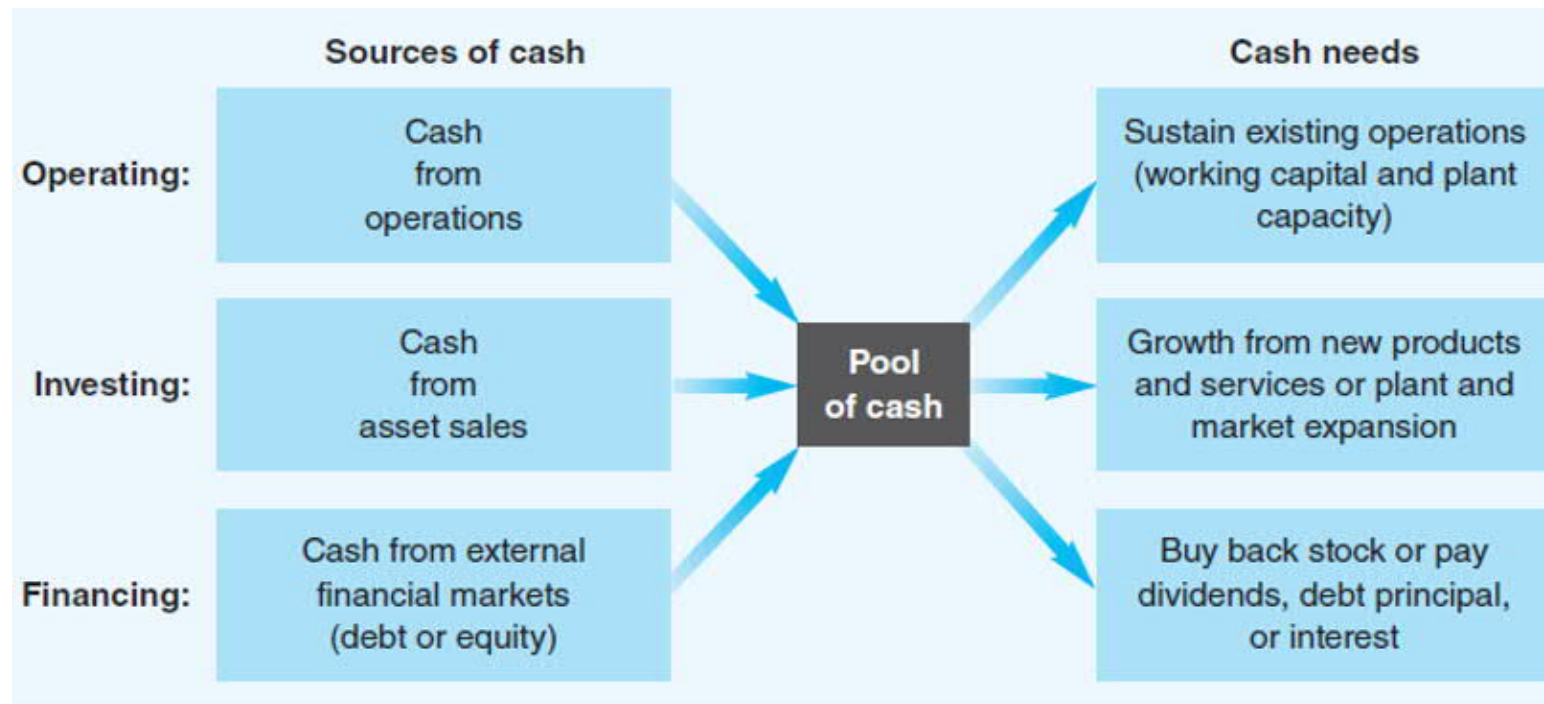 Sources of cash
Cash needs
Operating:
Cash
from
operations
Sustain existing operations
(working capital and plant
capacity)
Investing:
Cash
from
asset sales
Pool
of cash
Growth from new products
and services or plant and
market expansion
Financing:
Cash from external
financial markets
(debt or equity)
Buy back stock or pay
dividends, debt principal,
or interest